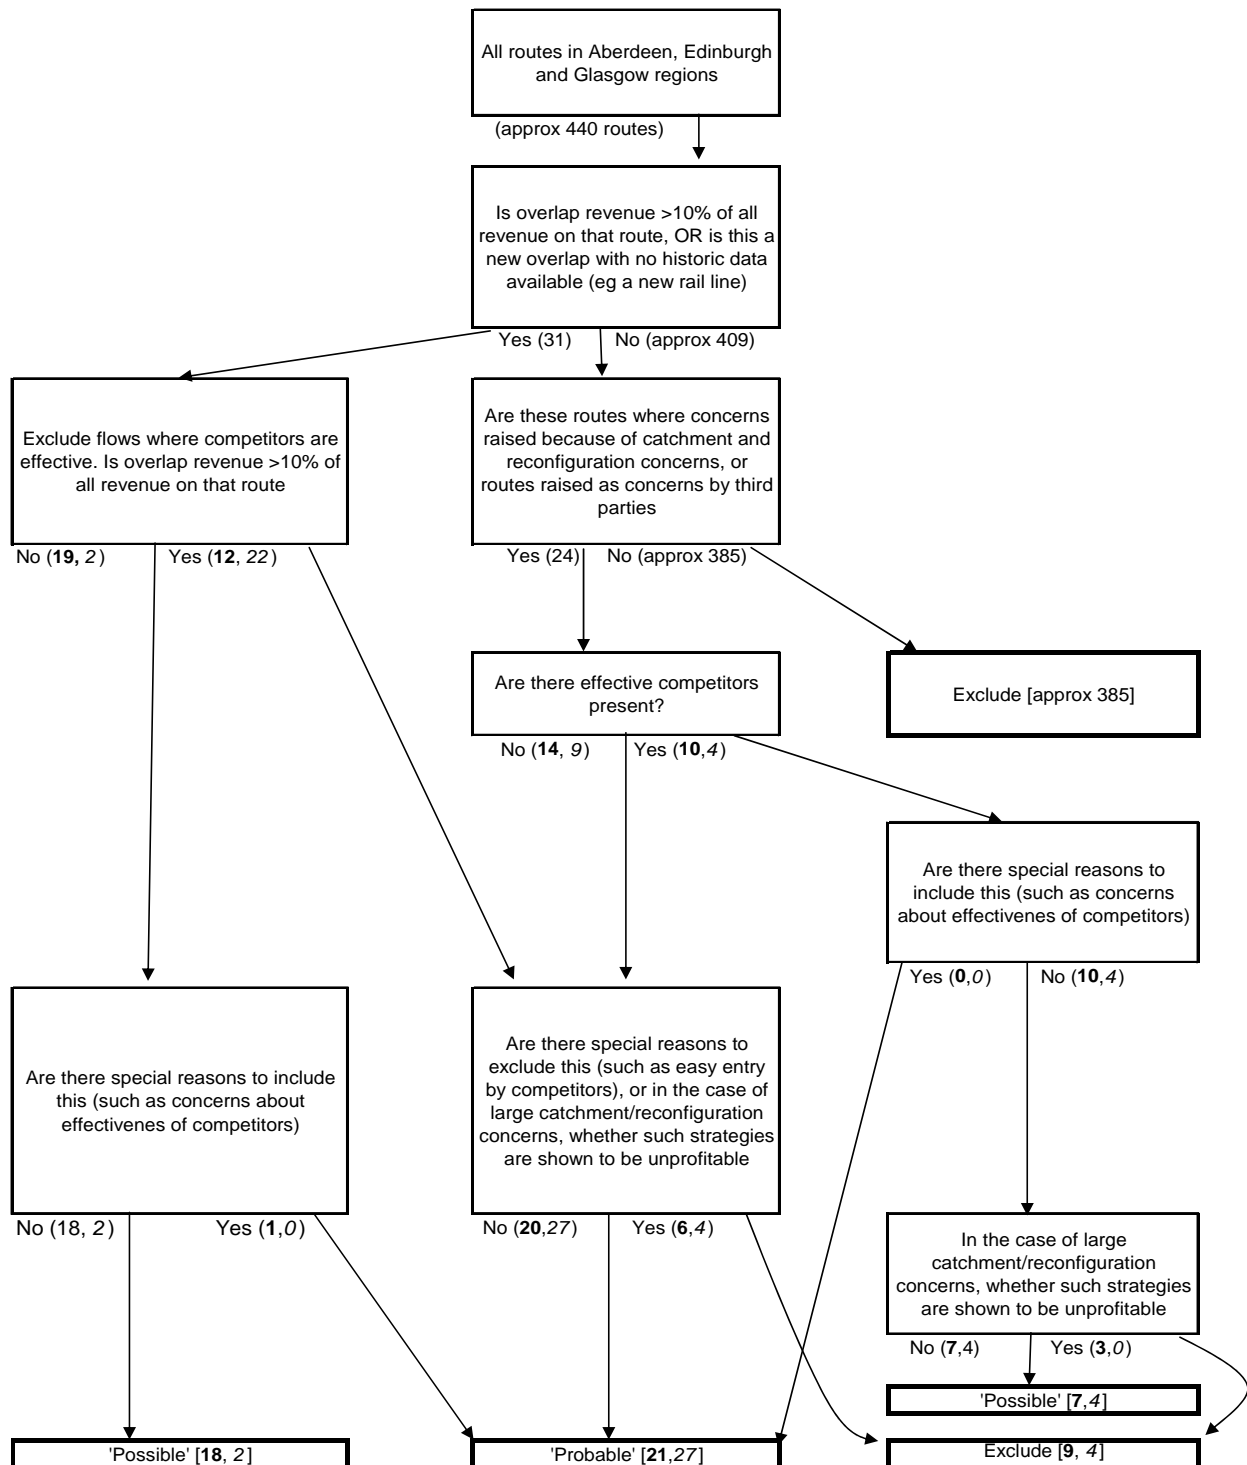 All routes in Aberdeen, Edinburgh
and Glasgow regions
(approx 440 routes)
Is overlap revenue >10% of all
revenue on that route, OR is this a
new overlap with no historic data
available (eg a new rail line)
Yes (31)
No (approx 409)
Exclude flows where competitors are
effective. Is overlap revenue >10% of
all revenue on that route
No (19, 2)
Yes (12, 22)
Are these routes where concerns
raised because of catchment and
reconfiguration concerns, or
routes raised as concerns by third
parties
Yes (24)
No (approx 385)
Are there effective competitors
present?
No (14, 9)
Yes (10,4)
Exclude [approx 385]
Are there special reasons to
include this (such as concerns
about effectivenes of competitors)
Yes (0,0)
No (10,4)
Are there special reasons to include
this (such as concerns about
effectivenes of competitors)
No (18, 2)
Yes (1,0)
Are there special reasons to
exclude this (such as easy entry
by competitors), or in the case of
large catchment/reconfiguration
concerns, whether such strategies
are shown to be unprofitable
No (20,27)
Yes (6,4)
In the case of large
catchment/reconfiguration
concerns, whether such strategies
are shown to be unprofitable
No (7,4)
Yes (3,0)
'Possible' [7,4]
'Possible' [18, 2]
'Probable' [21,27]
Exclude [9, 4]